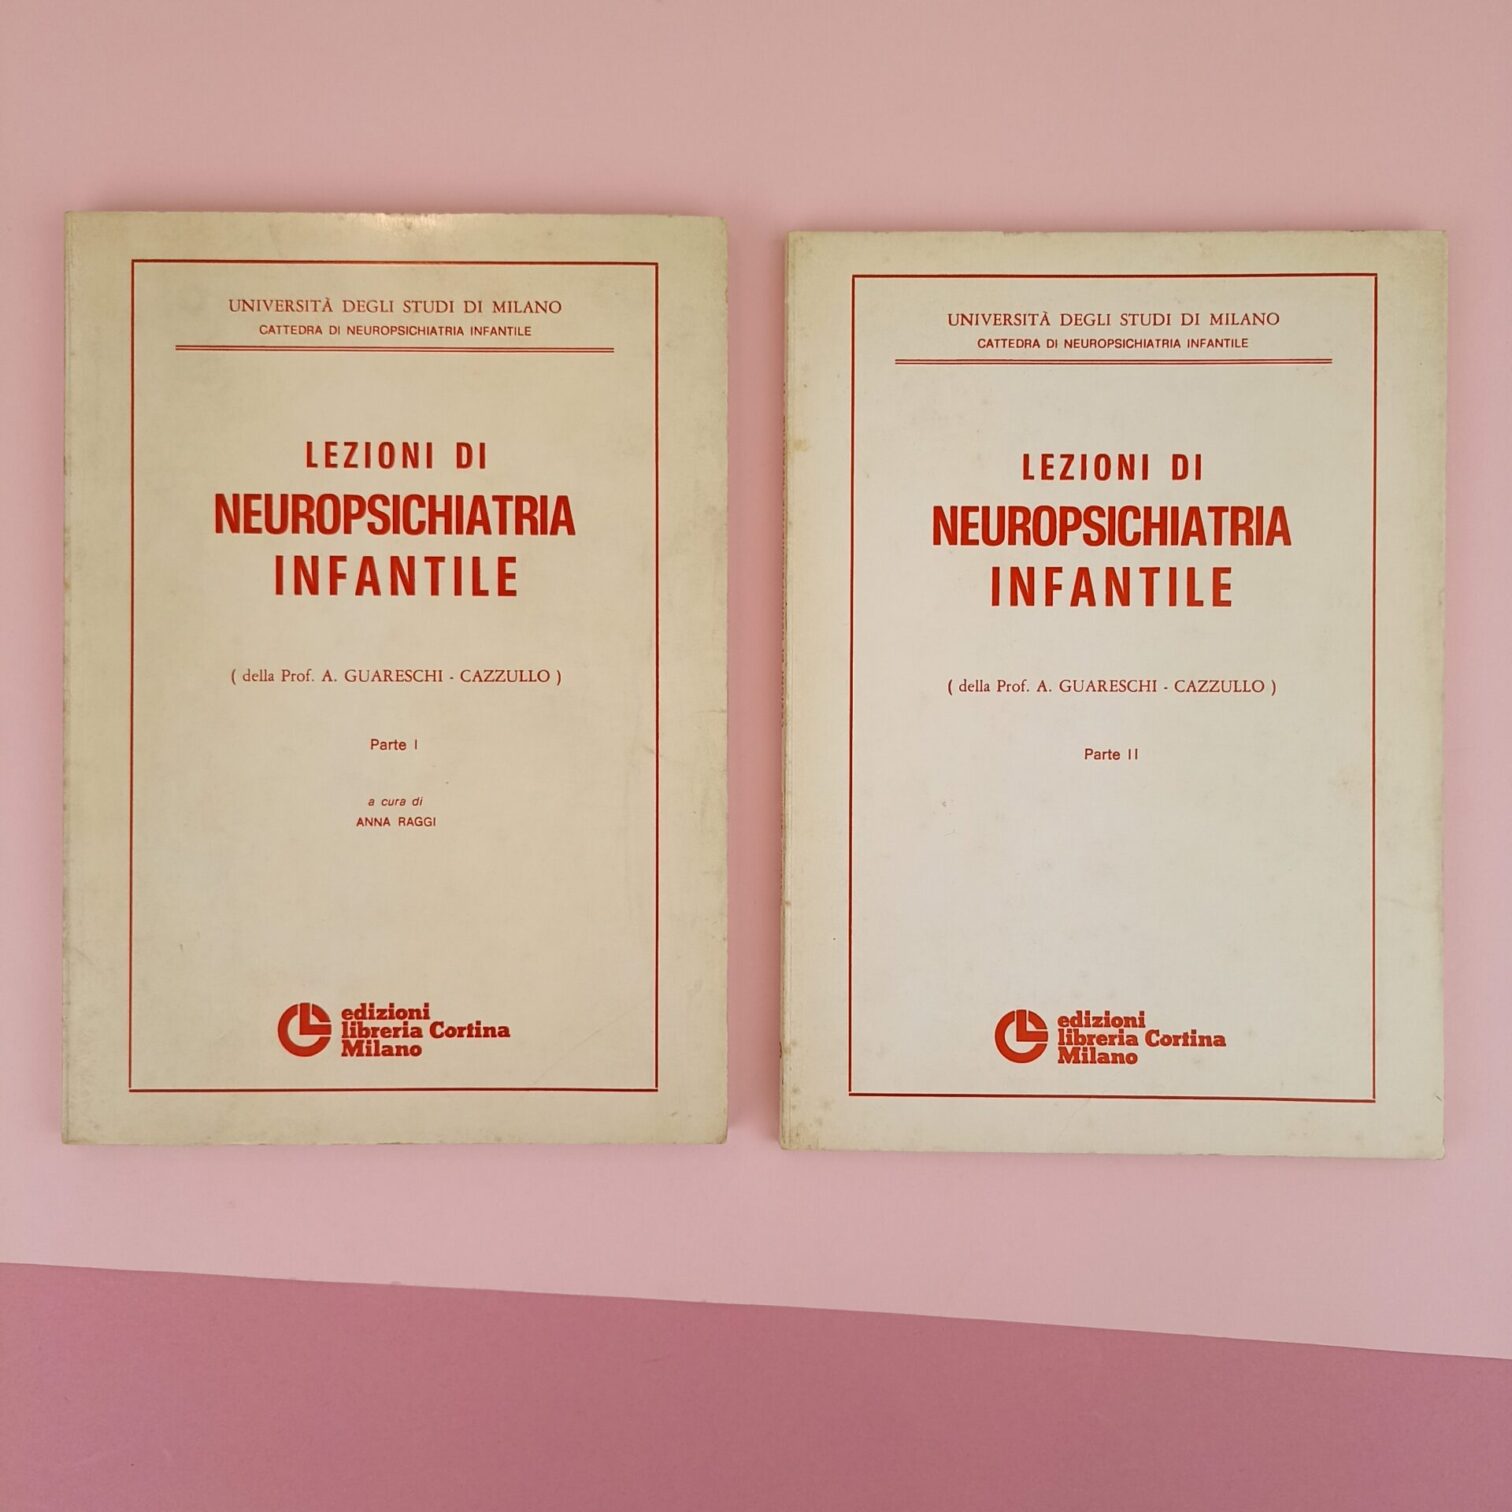 UNIVERSITÀ DEGLI STUDI DI MILANO
CATTEDRA DI NEUROPSICHIATRIA INFANTILE
LEZIONI DI
NEUROPSICHIATRIA
INFANTILE
( della Prof. A. GUARESCHI - CAZZULLO )
Parte I
a cura di
ANNA RAGGI
edizioni
libreria Cortina
Milano
UNIVERSITÀ DEGLI STUDI DI MILANO
CATTEDRA DI NEUROPSICHIATRIA INFANTILE
LEZIONI DI
NEUROPSICHIATRIA
INFANTILE
( della Prof. A. GUARESCHI - CAZZULLO )
Parte II
edizioni
libreria Cortina
Milano